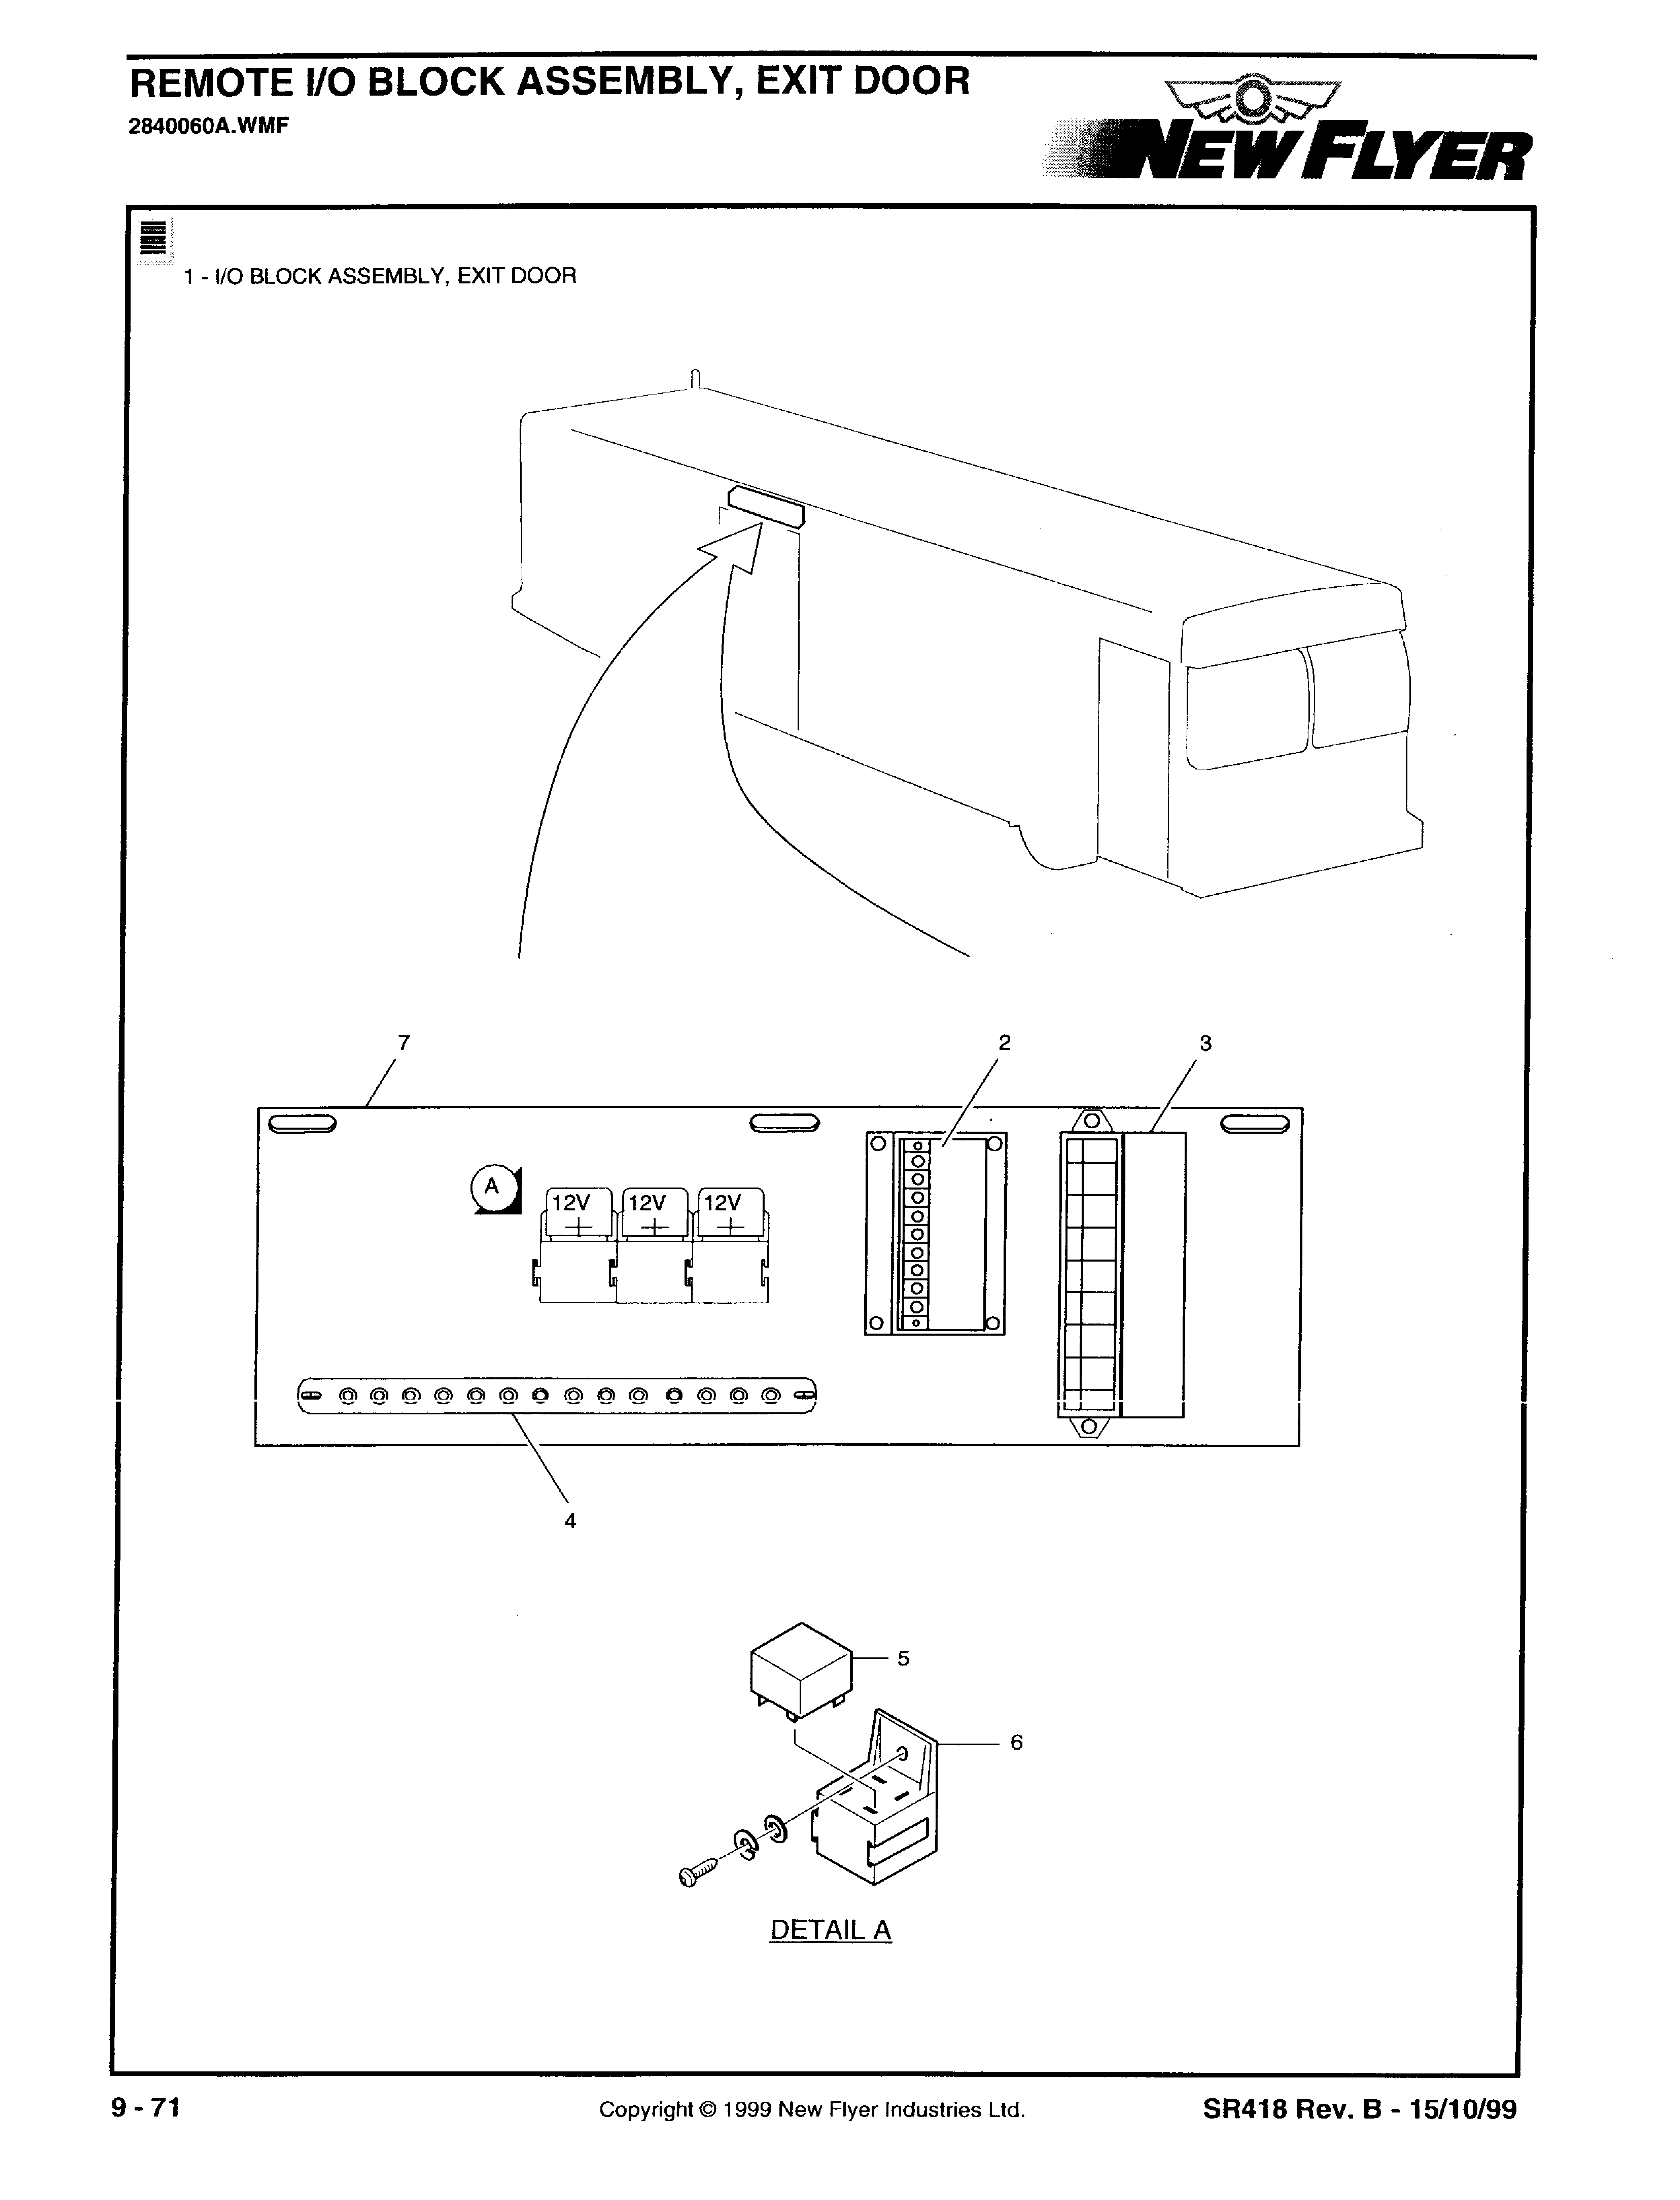 REMOTE I/O BLOCK ASSEMBLY, EXIT DOOR
2840060A.WMF
NEW FLYER
1 - I/O BLOCK ASSEMBLY, EXIT DOOR
7
2
3
A
12V
12V
12V
4
5
6
DETAIL A
9 - 71
Copyright © 1999 New Flyer Industries Ltd.
SR418 Rev. B - 15/10/99